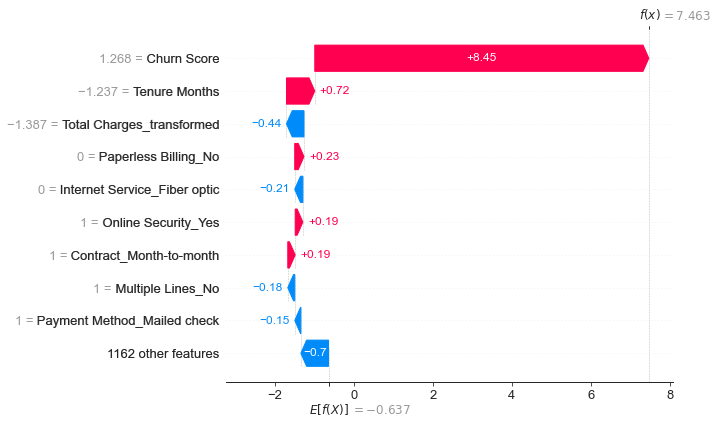 f(x) = 7.463
1.268 = Churn Score +8.45
−1.237 = Tenure Months +0.72
−1.387 = Total Charges_transformed −0.44
0 = Paperless Billing_No +0.23
0 = Internet Service_Fiber optic −0.21
1 = Online Security_Yes +0.19
1 = Contract_Month-to-month +0.19
1 = Multiple Lines_No −0.18
1 = Payment Method_Mailed check −0.15
1162 other features −0.7
−2 0 2 4 6 8
E[f(X)] = −0.637